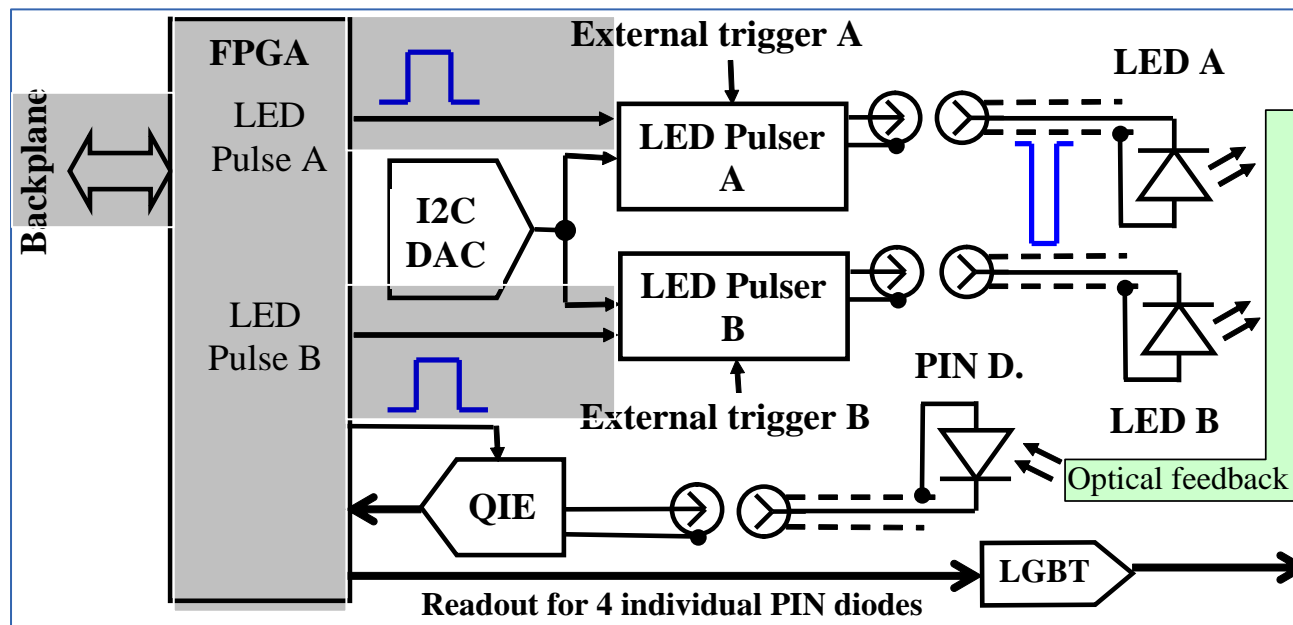 External trigger A
FPGA
LED A
LED
Pulse A
LED Pulser
A
Backplane
I2C
DAC
LED Pulser
B
LED
Pulse B
PIN D.
External trigger B
LED B
Optical feedback
QIE
LGBT
Readout for 4 individual PIN diodes